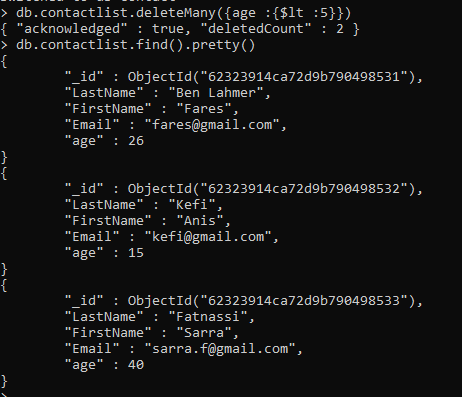 > db.contactlist.deleteMany({age :{$lt :5}})
{ "acknowledged" : true, "deletedCount" : 2 }
> db.contactlist.find().pretty()
{
        "_id" : ObjectId("62323914ca72d9b790498531"),
        "LastName" : "Ben Lahmer",
        "FirstName" : "Fares",
        "Email" : "fares@gmail.com",
        "age" : 26
}
{
        "_id" : ObjectId("62323914ca72d9b790498532"),
        "LastName" : "Kefi",
        "FirstName" : "Anis",
        "Email" : "kefi@gmail.com",
        "age" : 15
}
{
        "_id" : ObjectId("62323914ca72d9b790498533"),
        "LastName" : "Fatnassi",
        "FirstName" : "Sarra",
        "Email" : "sarra.f@gmail.com",
        "age" : 40
}